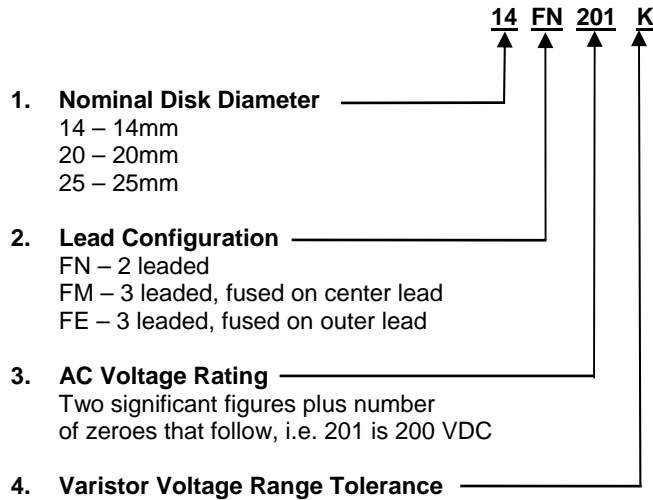 14 FN 201 K
1. Nominal Disk Diameter
14 – 14mm
20 – 20mm
25 – 25mm
2. Lead Configuration
FN – 2 leaded
FM – 3 leaded, fused on center lead
FE – 3 leaded, fused on outer lead
3. AC Voltage Rating
Two significant figures plus number
of zeroes that follow, i.e. 201 is 200 VDC
4. Varistor Voltage Range Tolerance